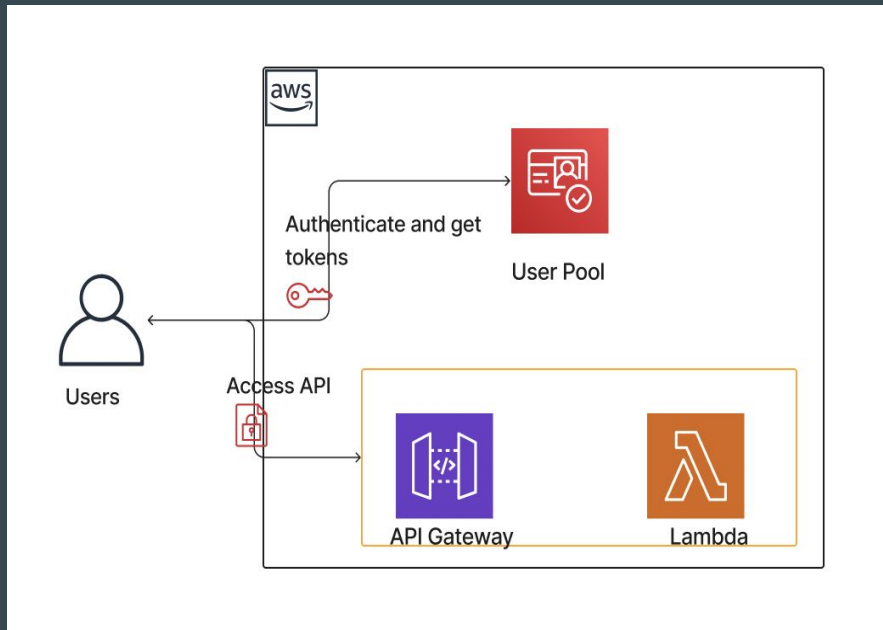 aws
Authenticate and get
tokens
User Pool
Users
Access API
</>
API Gateway
Lambda